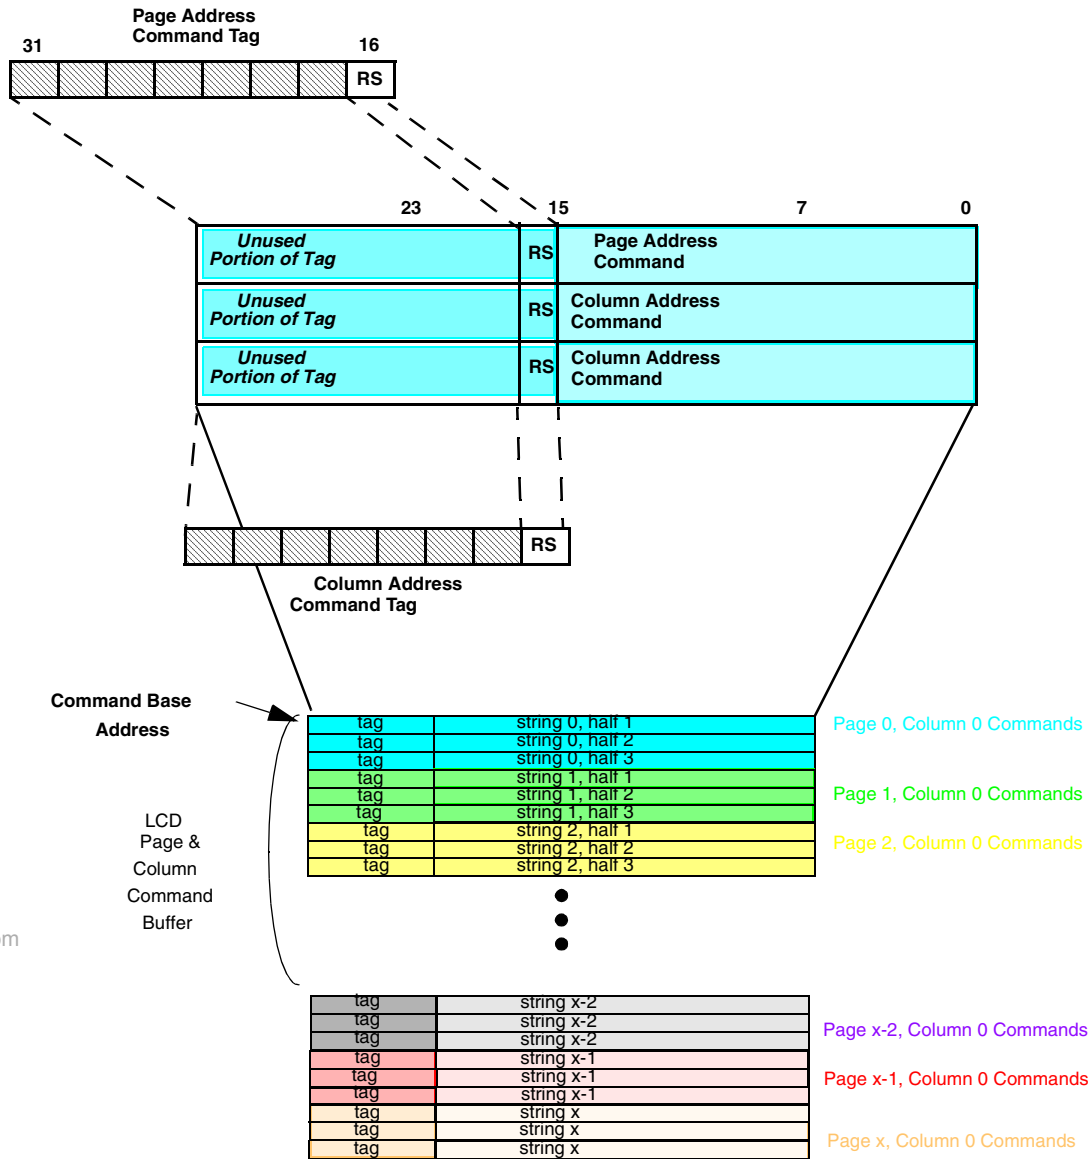 Page Address
Command Tag
31
16
RS
23
15
7
0
Unused
Portion of Tag
RS
Page Address
Command
Unused
Portion of Tag
RS
Column Address
Command
Unused
Portion of Tag
RS
Column Address
Command
RS
Column Address
Command Tag
Command Base
Address
tag string 0, half 1
tag string 0, half 2
tag string 0, half 3
Page 0, Column 0 Commands
tag string 1, half 1
tag string 1, half 2
tag string 1, half 3
Page 1, Column 0 Commands
tag string 2, half 1
tag string 2, half 2
tag string 2, half 3
Page 2, Column 0 Commands
LCD
Page &
Column
Command
Buffer
tag string x-2
tag string x-2
tag string x-2
Page x-2, Column 0 Commands
tag string x-1
tag string x-1
tag string x-1
Page x-1, Column 0 Commands
tag string x
tag string x
tag string x
Page x, Column 0 Commands